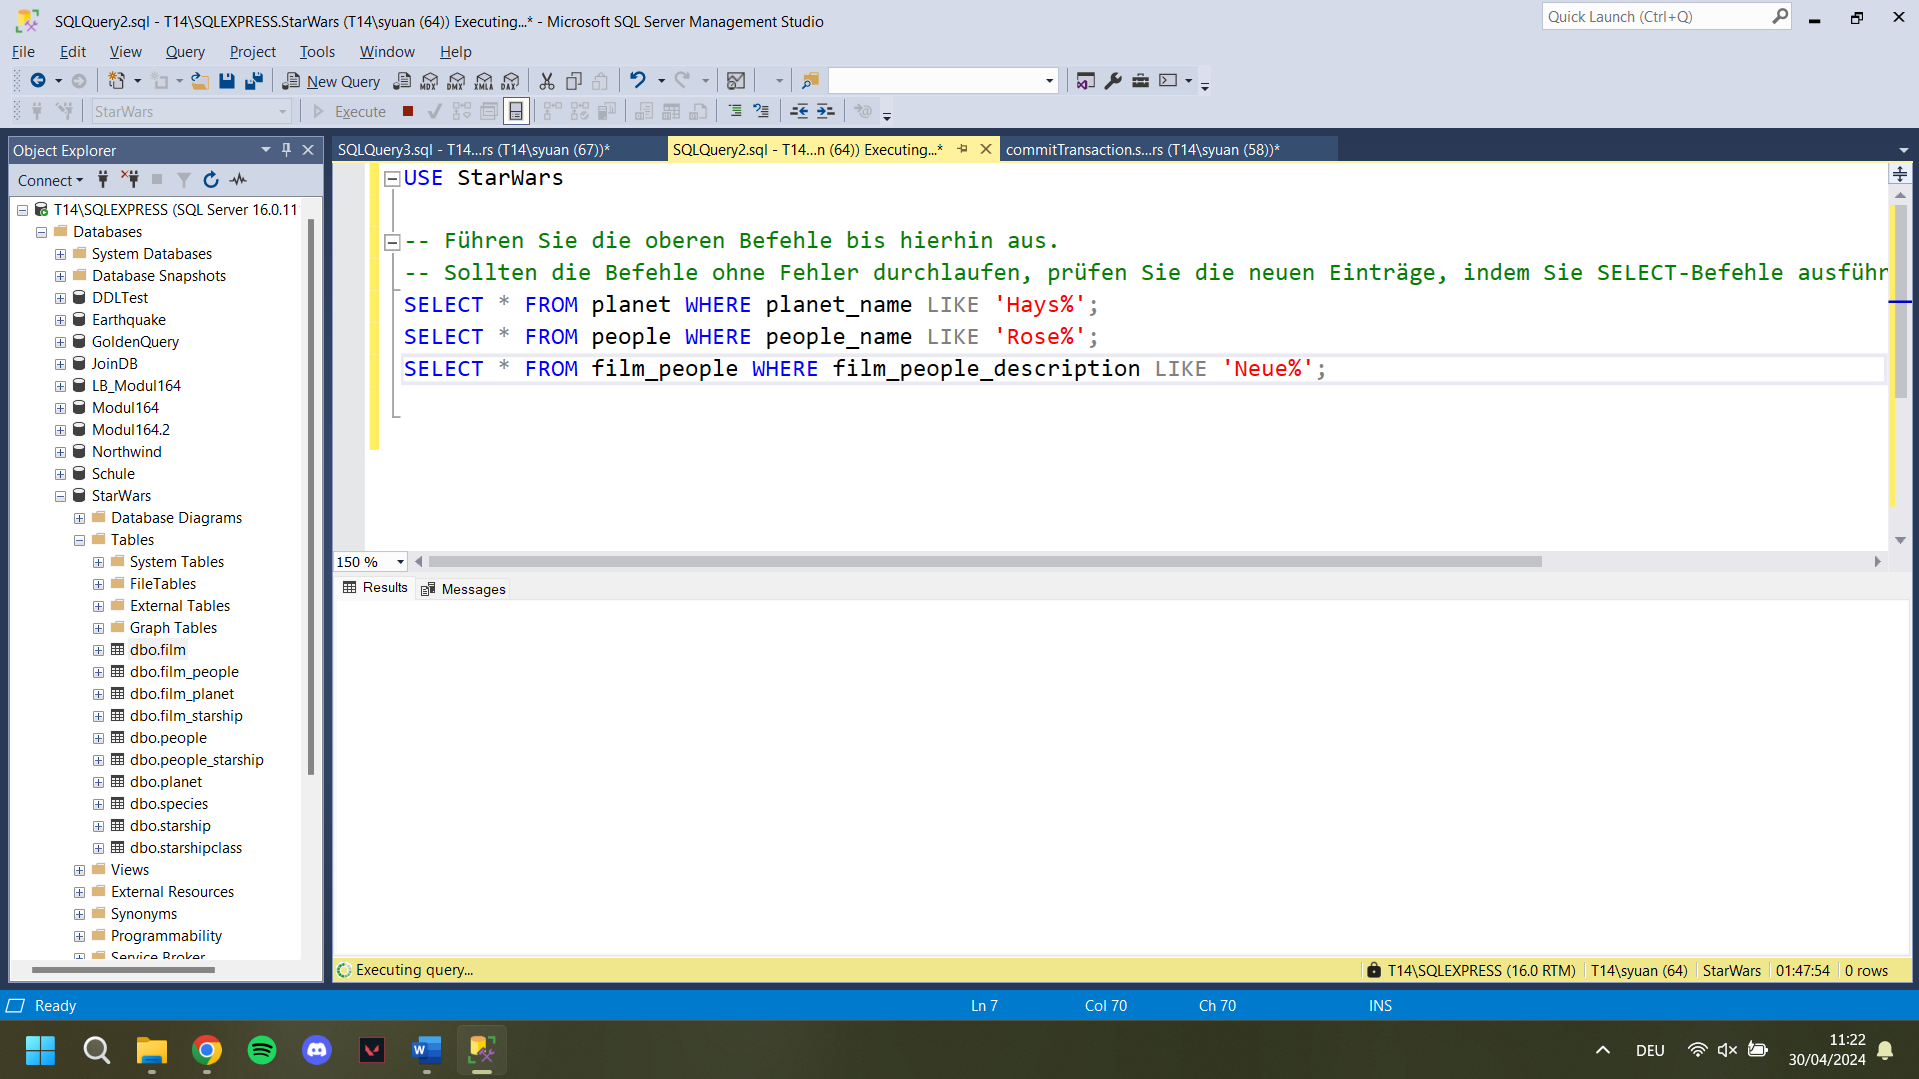 SQLQuery2.sql - T14\SQLEXPRESS.StarWars (T14\syuan (64)) Executing...* - Microsoft SQL Server Management Studio
Quick Launch (Ctrl+Q)
File Edit View Query Project Tools Window Help
New Query MDX DMX XMLA DAX
StarWars Execute
Object Explorer
SQLQuery3.sql - T14...rs (T14\syuan (67))*
SQLQuery2.sql - T14...n (64)) Executing...*
commitTransaction.s...rs (T14\syuan (58))*
Connect
T14\SQLEXPRESS (SQL Server 16.0.11
Databases
System Databases
Database Snapshots
DDLTest
Earthquake
GoldenQuery
JoinDB
LB_Modul164
Modul164
Modul164.2
Northwind
Schule
StarWars
Database Diagrams
Tables
System Tables
FileTables
External Tables
Graph Tables
dbo.film
dbo.film_people
dbo.film_planet
dbo.film_starship
dbo.people
dbo.people_starship
dbo.planet
dbo.species
dbo.starship
dbo.starshipclass
Views
External Resources
Synonyms
Programmability
Service Broker
USE StarWars
-- Führen Sie die oberen Befehle bis hierhin aus.
-- Sollten die Befehle ohne Fehler durchlaufen, prüfen Sie die neuen Einträge, indem Sie SELECT-Befehle ausführ
SELECT * FROM planet WHERE planet_name LIKE 'Hays%';
SELECT * FROM people WHERE people_name LIKE 'Rose%';
SELECT * FROM film_people WHERE film_people_description LIKE 'Neue%';
150 %
Results Messages
Executing query...
T14\SQLEXPRESS (16.0 RTM) T14\syuan (64) StarWars 01:47:54 0 rows
Ready Ln 7 Col 70 Ch 70 INS
DEU
11:22
30/04/2024